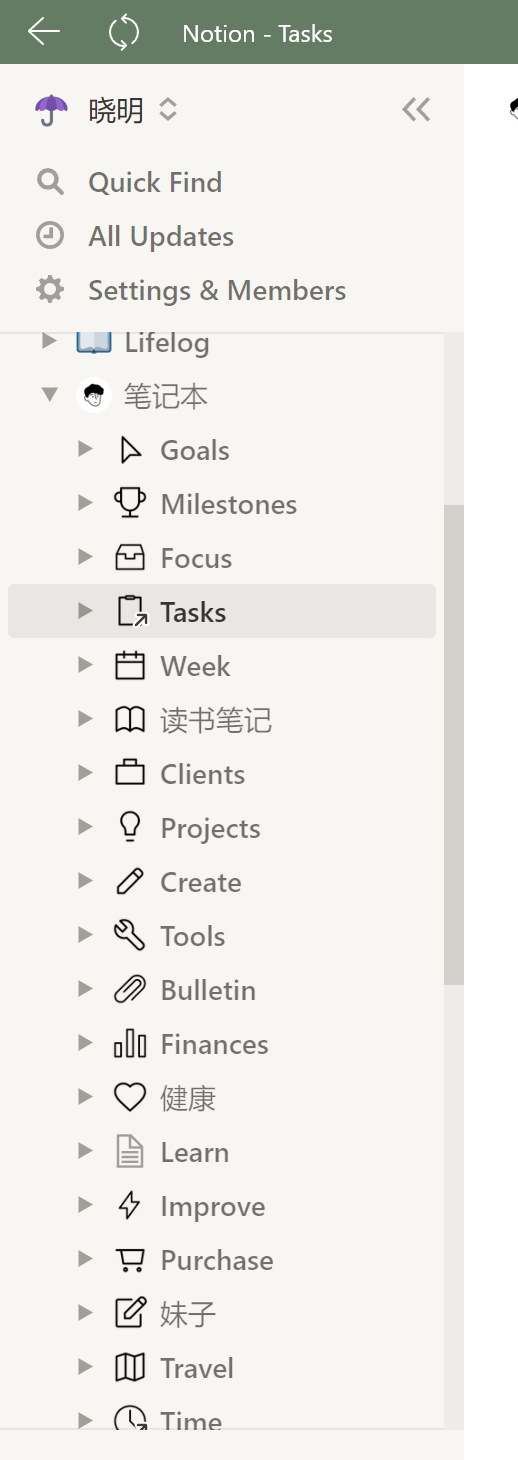 Notion - Tasks
晓明
Quick Find
All Updates
Settings & Members
Lifelog
笔记本
Goals
Milestones
Focus
Tasks
Week
读书笔记
Clients
Projects
Create
Tools
Bulletin
Finances
健康
Learn
Improve
Purchase
妹子
Travel
Time